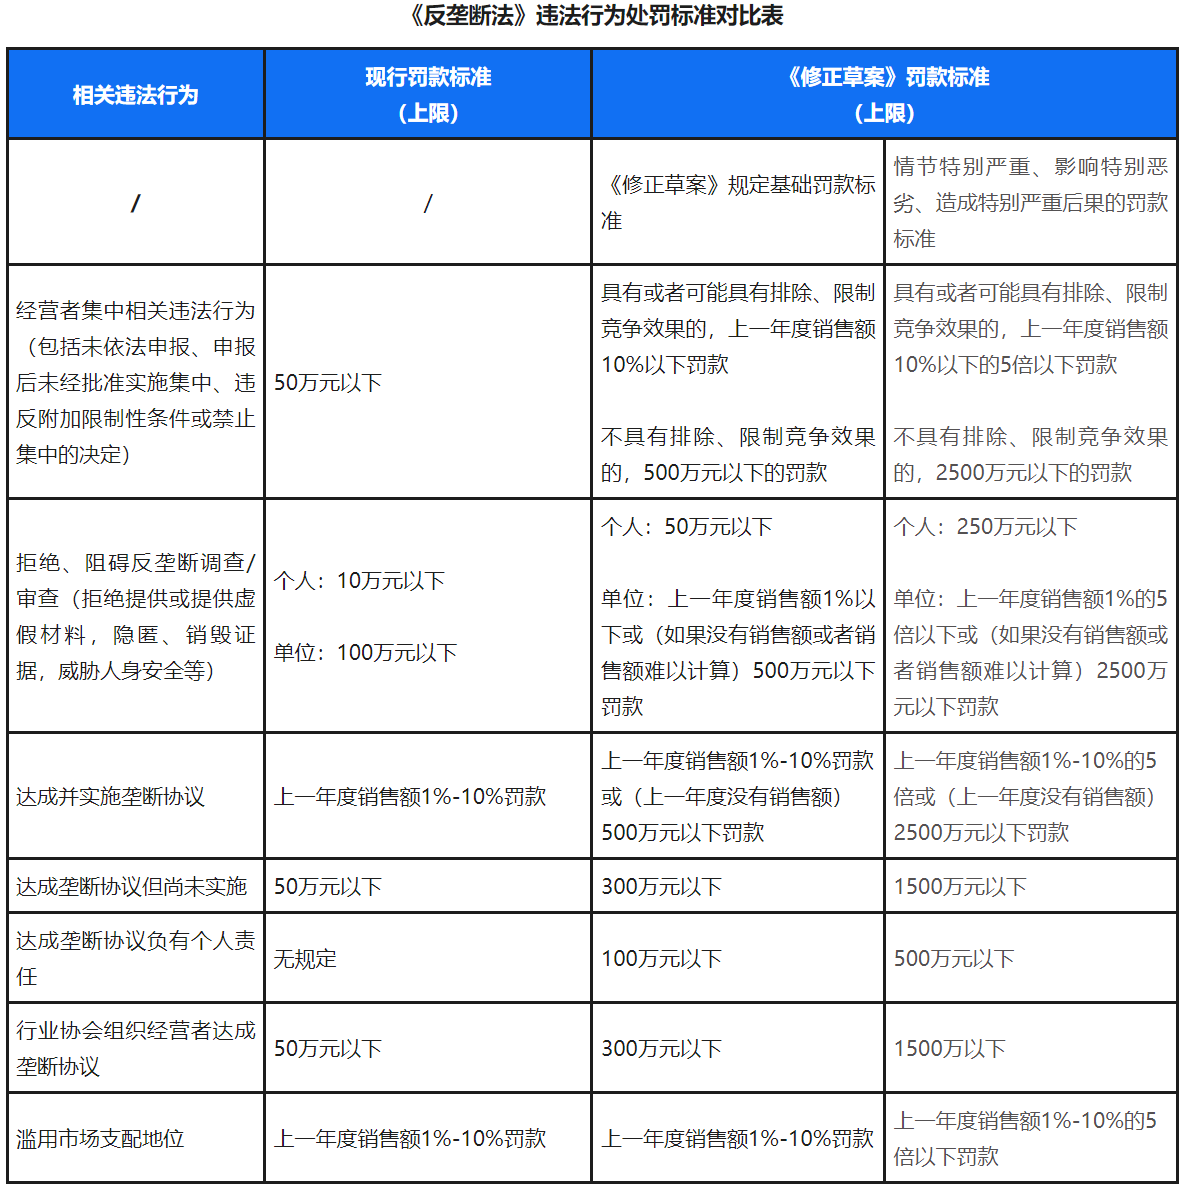 《反垄断法》违法行为处罚标准对比表
相关违法行为
现行罚款标准
（上限）
《修正草案》罚款标准
（上限）
/
/
《修正草案》规定基础罚款标
准
情节特别严重、影响特别恶
劣、造成特别严重后果的罚款
标准
经营者集中相关违法行为
（包括未依法申报、申报
后未经批准实施集中、违
反附加限制性条件或禁止
集中的决定）
50万元以下
具有或者可能具有排除、限制
竞争效果的，上一年度销售额
10%以下罚款
不具有排除、限制竞争效果
的，500万元以下的罚款
具有或者可能具有排除、限制
竞争效果的，上一年度销售额
10%以下的5倍以下罚款
不具有排除、限制竞争效果
的，2500万元以下的罚款
拒绝、阻碍反垄断调查/
审查（拒绝提供或提供虚
假材料，隐匿、销毁证
据，威胁人身安全等）
个人：10万元以下
单位：100万元以下
个人：50万元以下
单位：上一年度销售额1%以
下或（如果没有销售额或者销
售额难以计算）500万元以下
罚款
个人：250万元以下
单位：上一年度销售额1%的5
倍以下或（如果没有销售额或
者销售额难以计算）2500万
元以下罚款
达成并实施垄断协议
上一年度销售额1%-10%罚款
上一年度销售额1%-10%罚款
或（上一年度没有销售额）
500万元以下罚款
上一年度销售额1%-10%的5
倍或（上一年度没有销售额）
2500万元以下罚款
达成垄断协议但尚未实施
50万元以下
300万元以下
1500万元以下
达成垄断协议负有个人责
任
无规定
100万元以下
500万元以下
行业协会组织经营者达成
垄断协议
50万元以下
300万元以下
1500万以下
滥用市场支配地位
上一年度销售额1%-10%罚款
上一年度销售额1%-10%罚款
上一年度销售额1%-10%的5
倍以下罚款